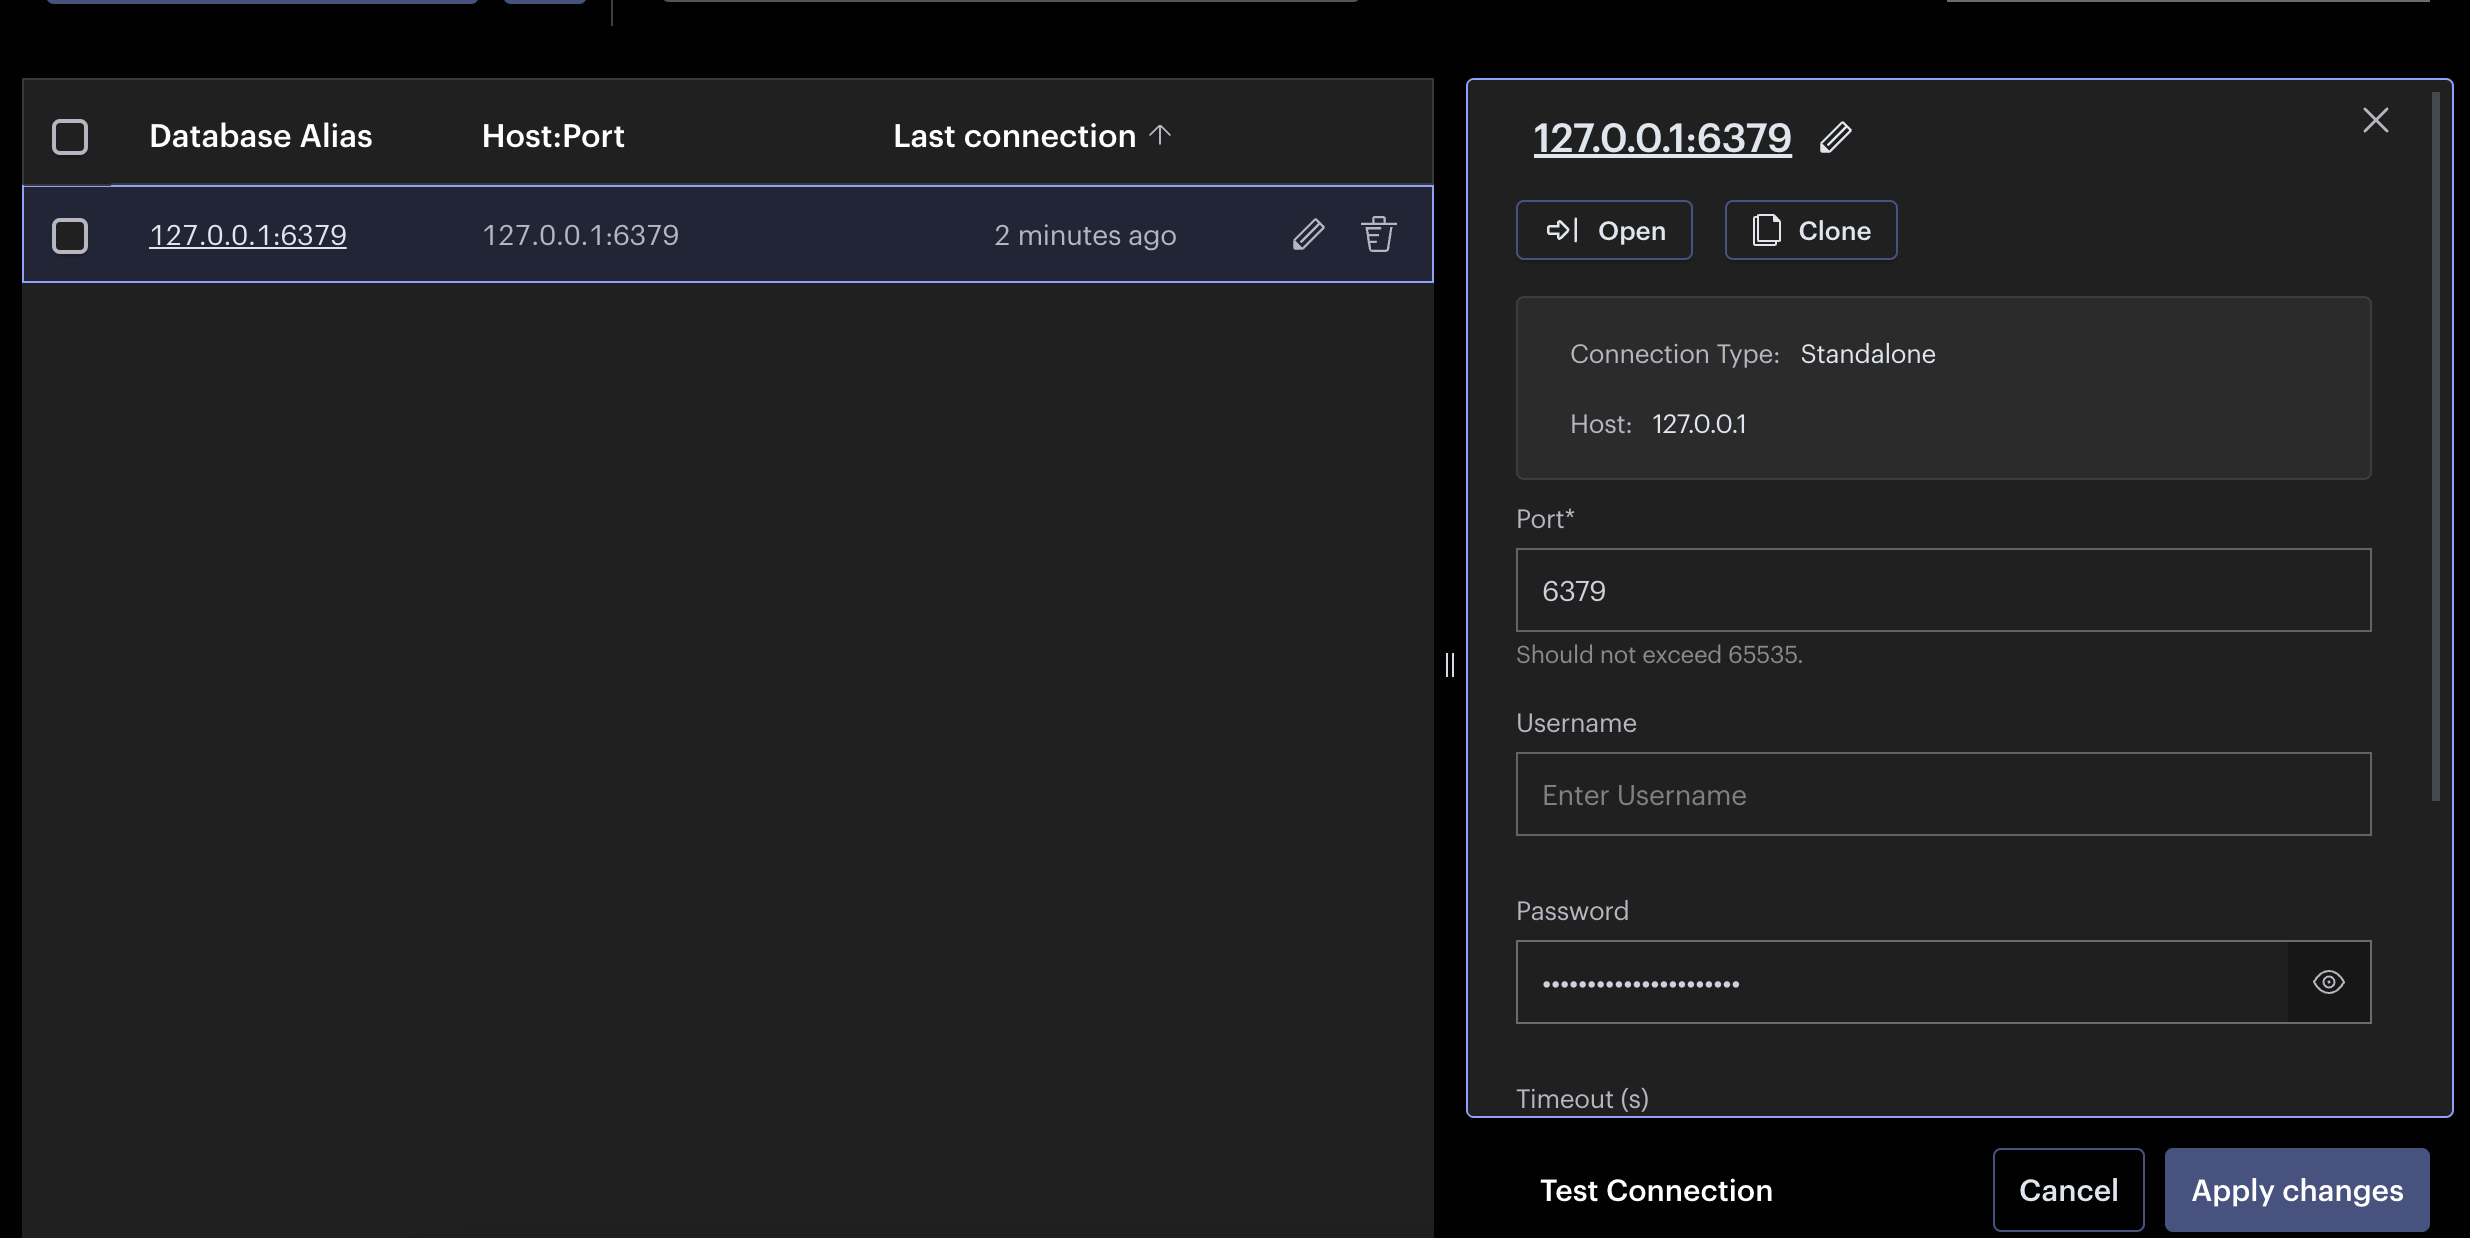 Database Alias Host:Port Last connection ↑
127.0.0.1:6379 127.0.0.1:6379 2 minutes ago
127.0.0.1:6379
Open Clone
Connection Type: Standalone
Host: 127.0.0.1
Port*
6379
Should not exceed 65535.
Username
Enter Username
Password
••••••••••••••••••••••
Timeout (s)
Test Connection Cancel Apply changes